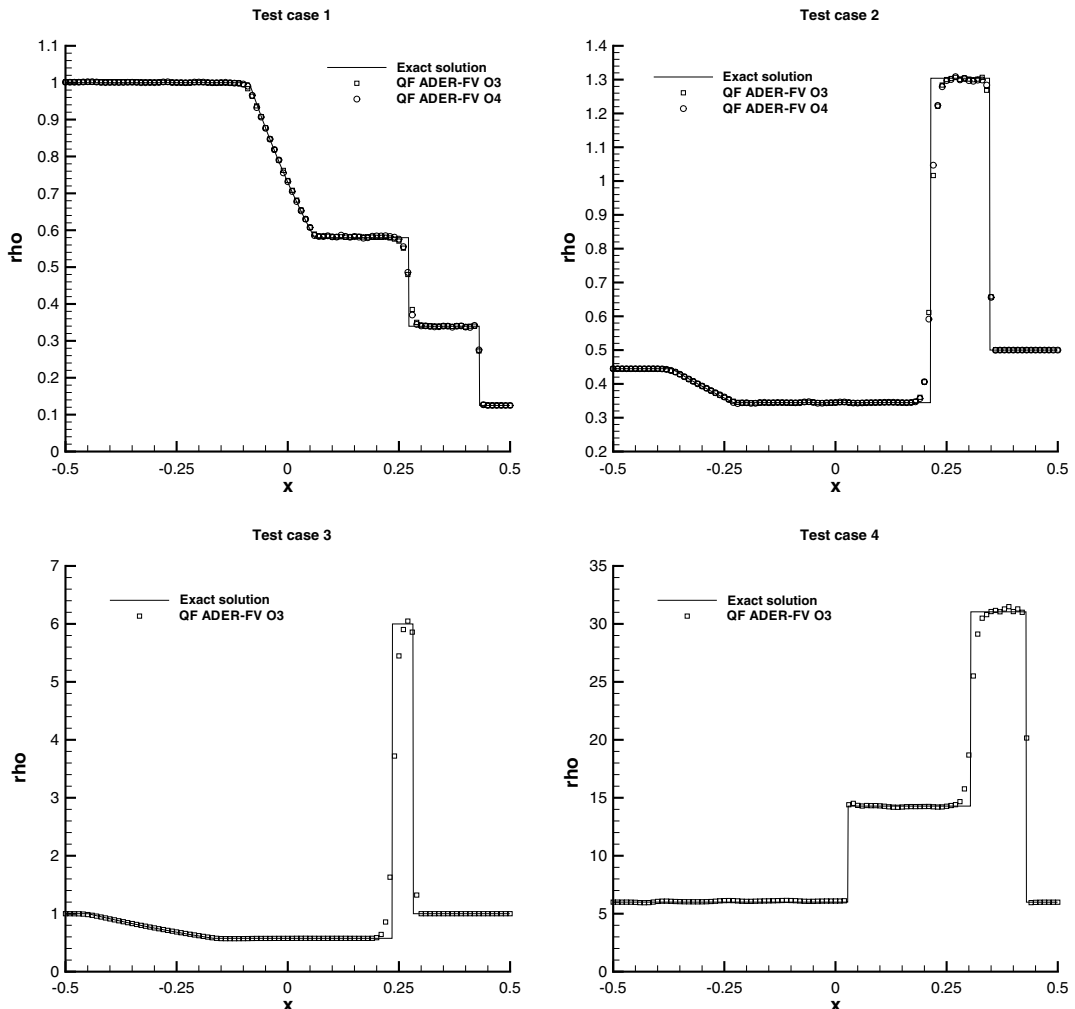 Test case 1
1.1
1
0.9
0.8
0.7
0.6
0.5
0.4
0.3
0.2
0.1
0
rho
Exact solution
QF ADER-FV O3
QF ADER-FV O4
-0.5
-0.25
0
0.25
0.5
x
Test case 2
1.4
1.3
1.2
1.1
1
0.9
0.8
0.7
0.6
0.5
0.4
0.3
0.2
rho
Exact solution
QF ADER-FV O3
QF ADER-FV O4
-0.5
-0.25
0
0.25
0.5
x
Test case 3
7
6
5
4
3
2
1
0
rho
Exact solution
QF ADER-FV O3
-0.5
-0.25
0
0.25
0.5
x
Test case 4
35
30
25
20
15
10
5
0
rho
Exact solution
QF ADER-FV O3
-0.5
-0.25
0
0.25
0.5
x